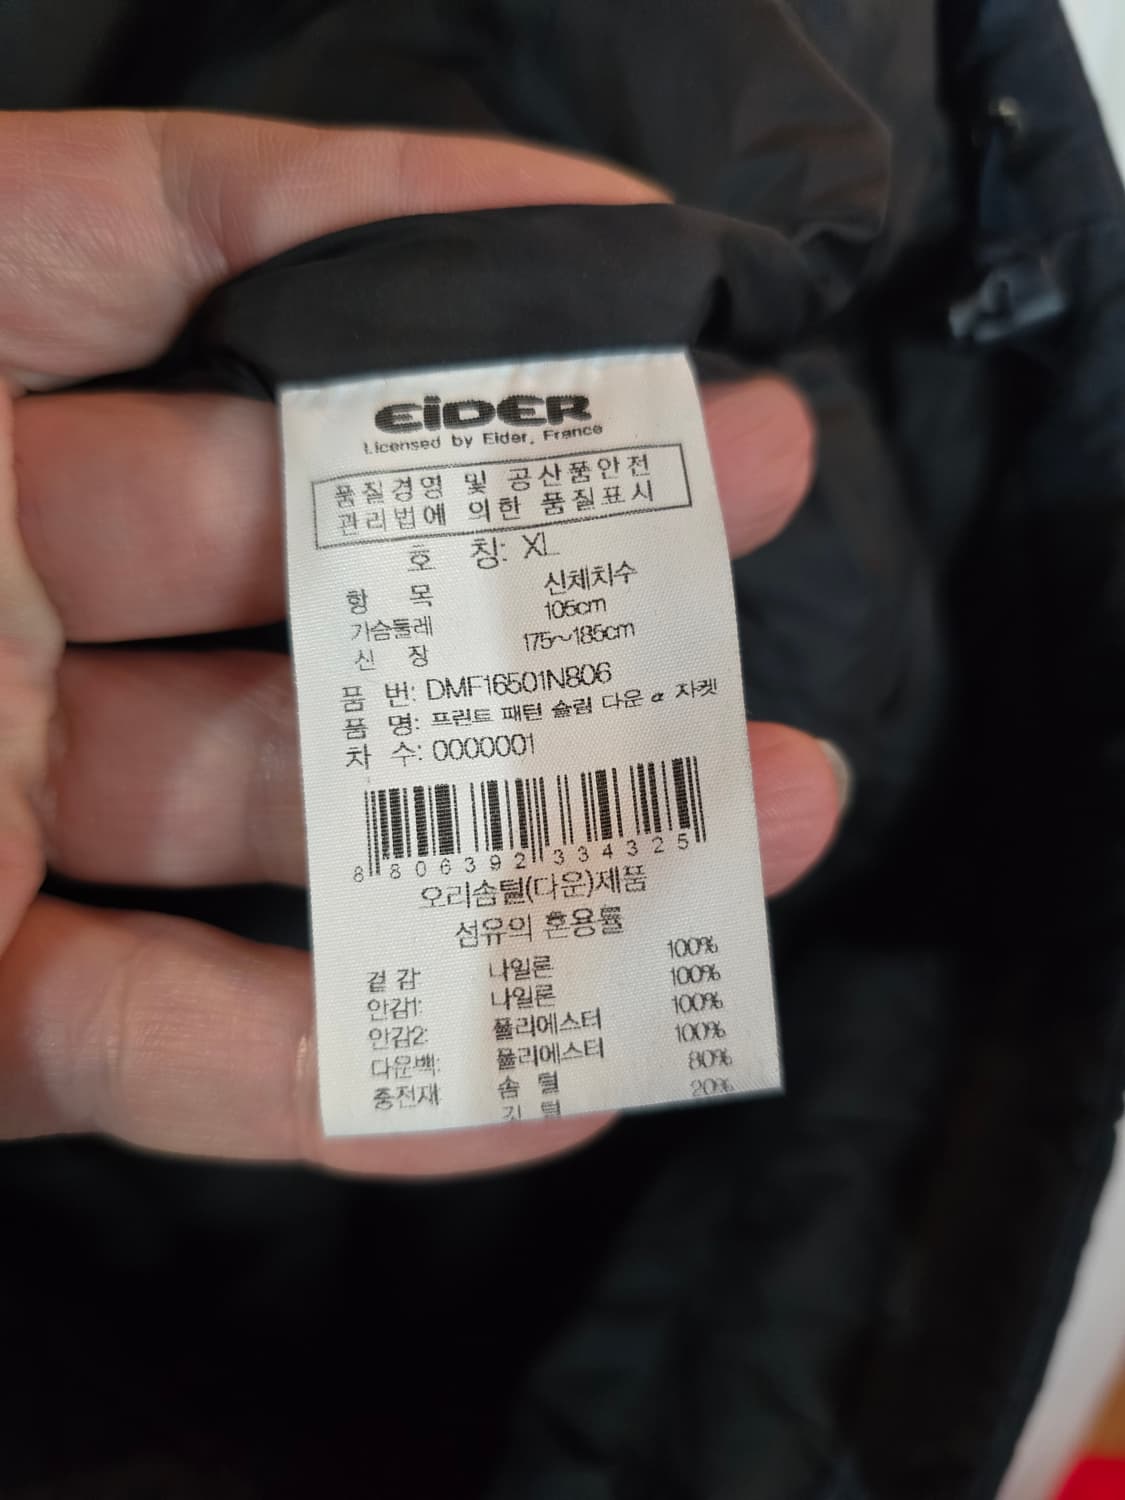 EiDER
Licensed by Eider, France
품질경영 및 공산품안전
관리법에 의한 품질표시
호 칭: XL
항 목 신체치수
가슴둘레 105cm
신 장 175~185cm
품 번: DMF16501N806
품 명: 프린트 패턴 슬림 다운 α 자켓
차 수: 0000001
8 806392 334325
오리솜털(다운)제품
섬유의 혼용률
겉감: 나일론 100%
안감1: 나일론 100%
안감2: 폴리에스터 100%
다운백: 폴리에스터 100%
충전재: 솜 털 80%
깃 털 20%